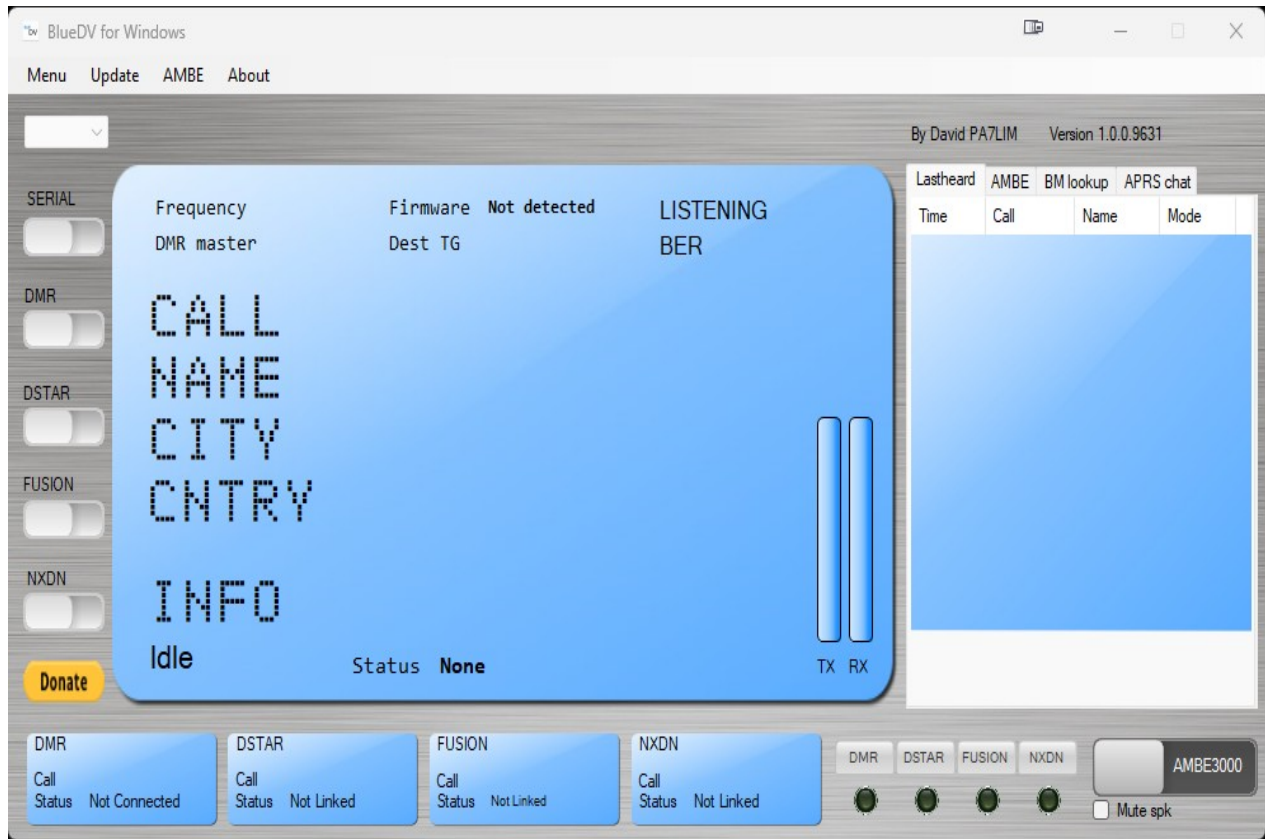 BlueDV for Windows
Menu Update AMBE About
By David PA7LIM Version 1.0.0.9631
SERIAL
DMR
DSTAR
FUSION
NXDN
Donate
Frequency Firmware Not detected LISTENING
DMR master Dest TG BER
CALL
NAME
CITY
CNTRY
INFO
Idle Status None TX RX
Lastheard AMBE BM lookup APRS chat
Time Call Name Mode
DMR
Call
Status Not Connected
DSTAR
Call
Status Not Linked
FUSION
Call
Status Not Linked
NXDN
Call
Status Not Linked
DMR DSTAR FUSION NXDN
AMBE3000
Mute spk